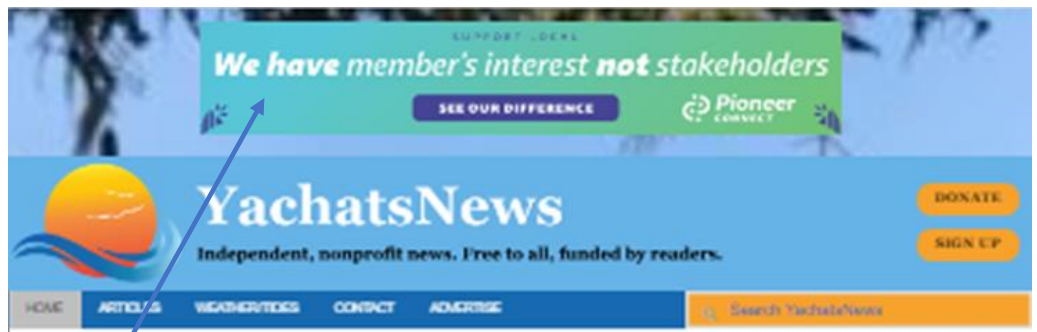 SUPPORT LOCAL
We have member's interest not stakeholders
SEE OUR DIFFERENCE
Pioneer
CONNECT
YachatsNews
Independent, nonprofit news. Free to all, funded by readers.
DONATE
SIGN UP
HOME ARTICLES WEATHER/TIDES CONTACT ADVERTISE Search YachatsNews